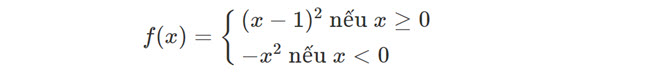 f(x) = { (x − 1)² nếu x ≥ 0
−x² nếu x < 0